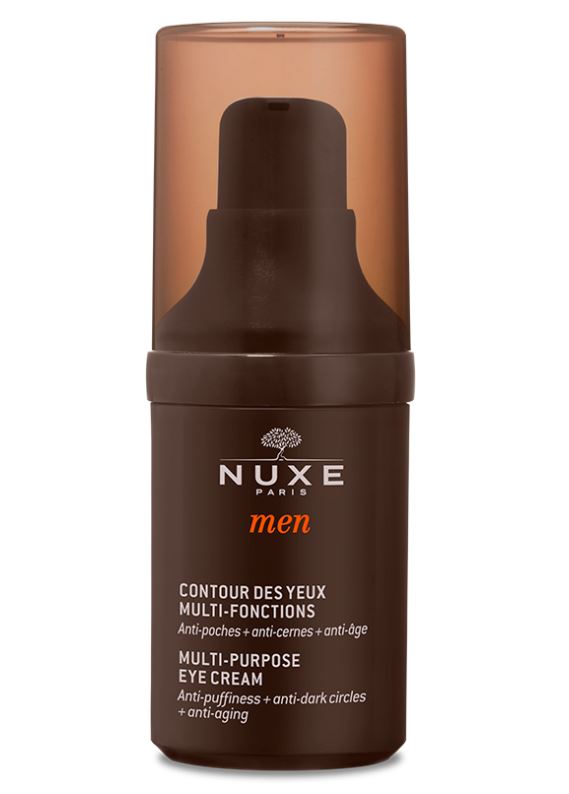 NUXE
PARIS
men
CONTOUR DES YEUX
MULTI-FONCTIONS
Anti-poches + anti-cernes + anti-âge
MULTI-PURPOSE
EYE CREAM
Anti-puffiness + anti-dark circles
+ anti-aging